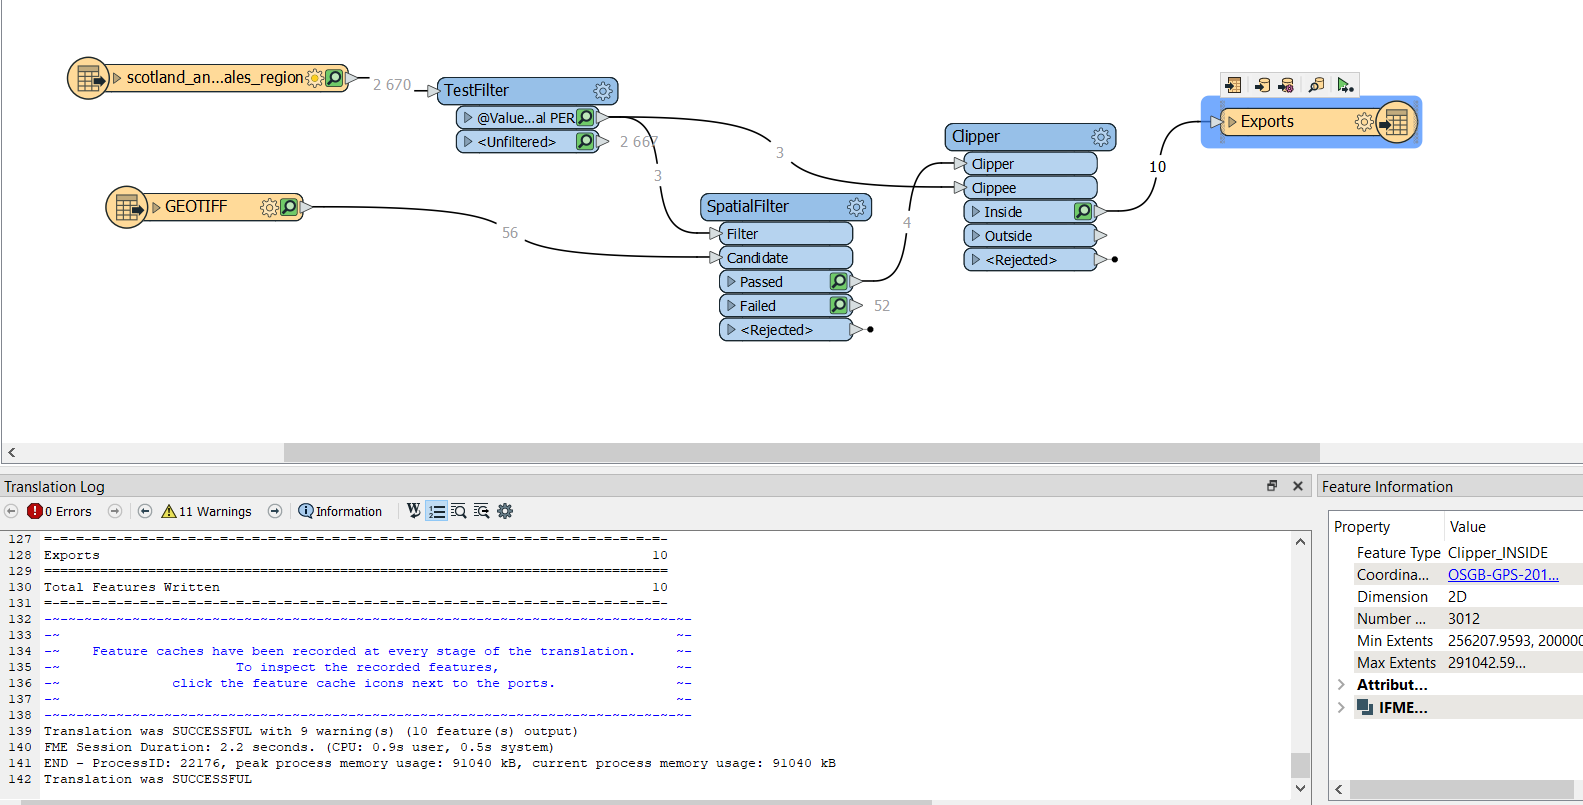 scotland_an...ales_region
2 670
TestFilter
@Value...al PER
<Unfiltered>
2 667
3
3
GEOTIFF
56
SpatialFilter
Filter
Candidate
Passed
Failed
52
<Rejected>
4
Clipper
Clipper
Clippee
Inside
Outside
<Rejected>
10
Exports
Translation Log
0 Errors
11 Warnings
Information
127 =-=-=-=-=-=-=-=-=-=-=-=-=-=-=-=-=-=-=-=-=-=-=-=-=-=-=-=-=-=-=-=-=-=-=-=-=-=-=-
128 Exports 10
129 ==============================================================================
130 Total Features Written 10
131 =-=-=-=-=-=-=-=-=-=-=-=-=-=-=-=-=-=-=-=-=-=-=-=-=-=-=-=-=-=-=-=-=-=-=-=-=-=-=-
132 -~-~-~-~-~-~-~-~-~-~-~-~-~-~-~-~-~-~-~-~-~-~-~-~-~-~-~-~-~-~-~-~-~-~-~-~-~-~-~-~-
133 -~ ~-
134 -~ Feature caches have been recorded at every stage of the translation. ~-
135 -~ To inspect the recorded features, ~-
136 -~ click the feature cache icons next to the ports. ~-
137 -~ ~-
138 -~-~-~-~-~-~-~-~-~-~-~-~-~-~-~-~-~-~-~-~-~-~-~-~-~-~-~-~-~-~-~-~-~-~-~-~-~-~-~-~-
139 Translation was SUCCESSFUL with 9 warning(s) (10 feature(s) output)
140 FME Session Duration: 2.2 seconds. (CPU: 0.9s user, 0.5s system)
141 END - ProcessID: 22176, peak process memory usage: 91040 kB, current process memory usage: 91040 kB
142 Translation was SUCCESSFUL
Feature Information
Property Value
Feature Type Clipper_INSIDE
Coordina... OSGB-GPS-201...
Dimension 2D
Number ... 3012
Min Extents 256207.9593, 200000
Max Extents 291042.59...
Attribut...
IFME...